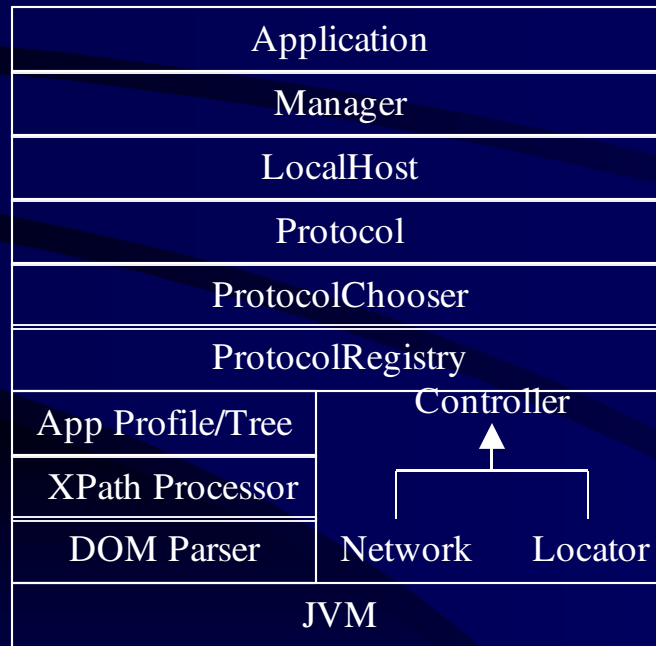 Application
Manager
LocalHost
Protocol
ProtocolChooser
ProtocolRegistry
App Profile/Tree
XPath Processor
DOM Parser
Controller
Network
Locator
JVM